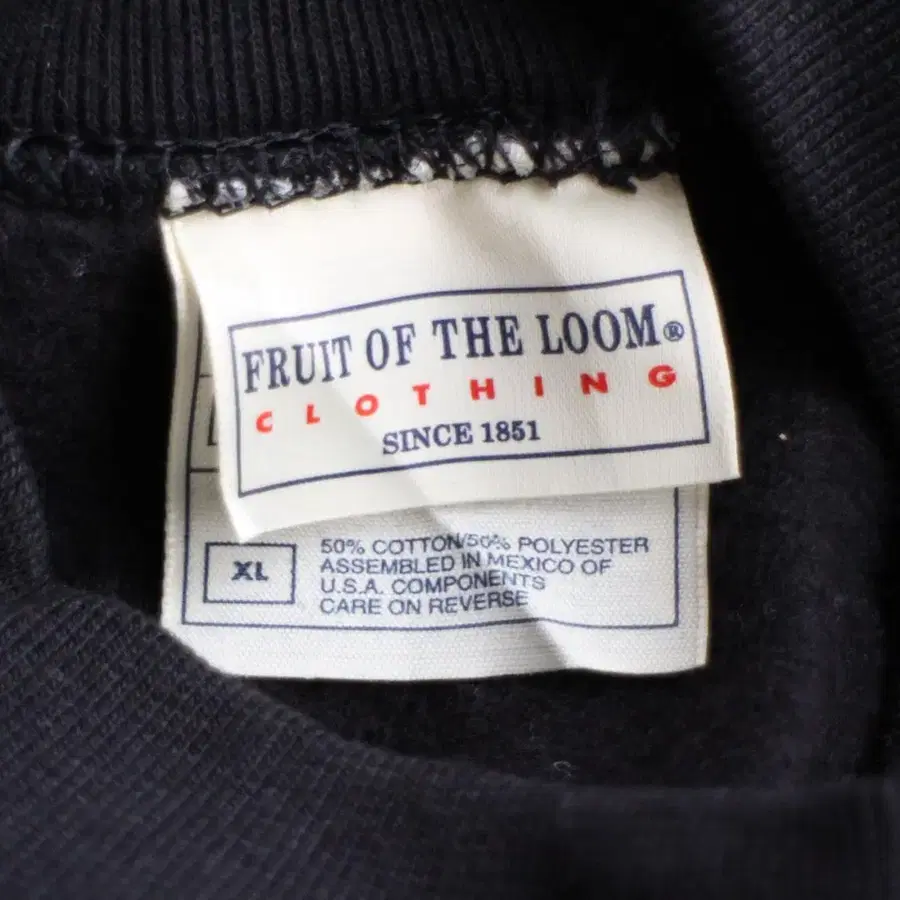 FRUIT OF THE LOOM®
CLOTHING
SINCE 1851
XL
50% COTTON/50% POLYESTER
ASSEMBLED IN MEXICO OF
U.S.A. COMPONENTS
CARE ON REVERSE